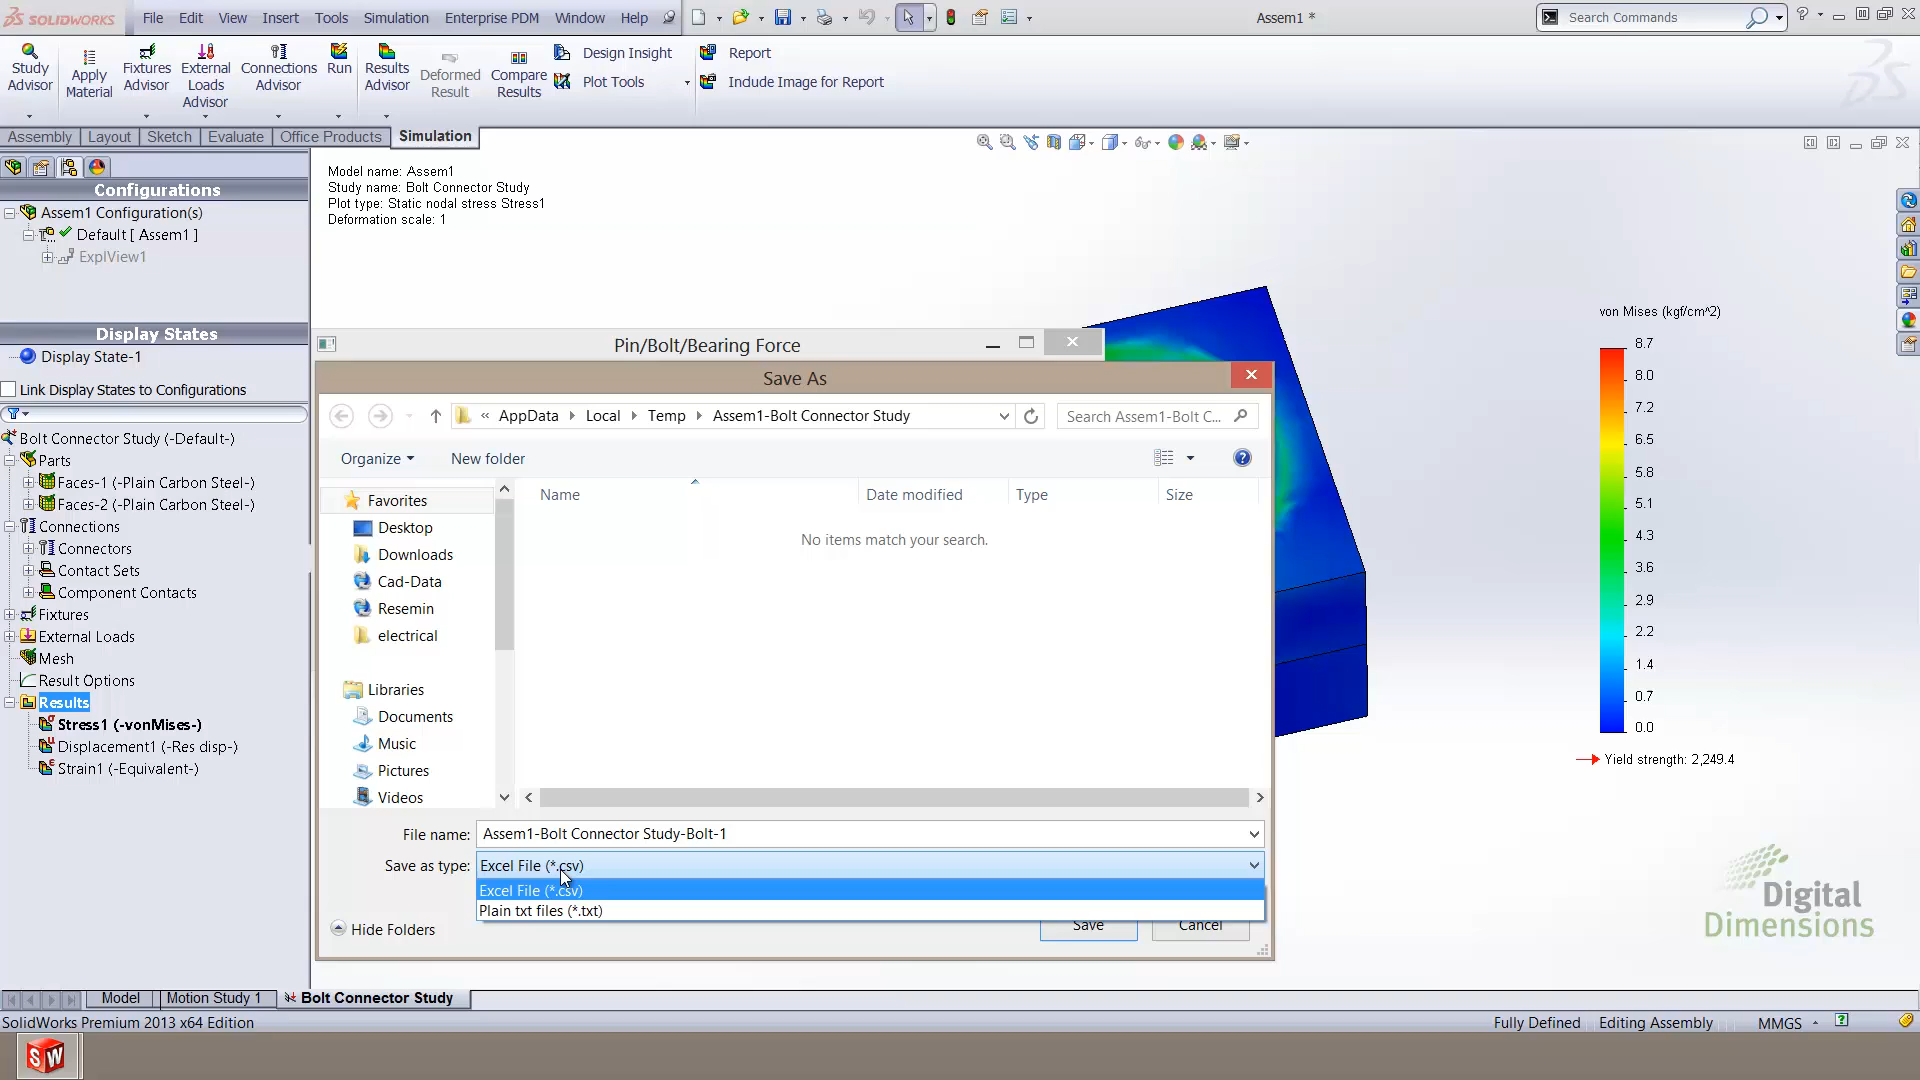 SOLIDWORKS File Edit View Insert Tools Simulation Enterprise PDM Window Help Assem1 * Search Commands
Study Advisor
Apply Material
Fixtures Advisor
External Loads Advisor
Connections Advisor
Run
Results Advisor
Deformed Result
Compare Results
Design Insight
Plot Tools
Report
Include Image for Report
Assembly Layout Sketch Evaluate Office Products Simulation
Configurations
Assem1 Configuration(s)
Default [ Assem1 ]
ExplView1
Display States
Display State-1
Link Display States to Configurations
Bolt Connector Study (-Default-)
Parts
Faces-1 (-Plain Carbon Steel-)
Faces-2 (-Plain Carbon Steel-)
Connections
Connectors
Contact Sets
Component Contacts
Fixtures
External Loads
Mesh
Result Options
Results
Stress1 (-vonMises-)
Displacement1 (-Res disp-)
Strain1 (-Equivalent-)
Model name: Assem1
Study name: Bolt Connector Study
Plot type: Static nodal stress Stress1
Deformation scale: 1
Pin/Bolt/Bearing Force
Save As
« AppData Local Temp Assem1-Bolt Connector Study Search Assem1-Bolt C...
Organize New folder
Favorites
Desktop
Downloads
Cad-Data
Resemin
electrical
Libraries
Documents
Music
Pictures
Videos
Name Date modified Type Size
No items match your search.
File name: Assem1-Bolt Connector Study-Bolt-1
Save as type: Excel File (*.csv)
Excel File (*.csv)
Plain txt files (*.txt)
Hide Folders Save Cancel
von Mises (kgf/cm^2)
8.7
8.0
7.2
6.5
5.8
5.1
4.3
3.6
2.9
2.2
1.4
0.7
0.0
Yield strength: 2,249.4
Digital
Dimensions
Model Motion Study 1 Bolt Connector Study
SolidWorks Premium 2013 x64 Edition Fully Defined Editing Assembly MMGS
SW